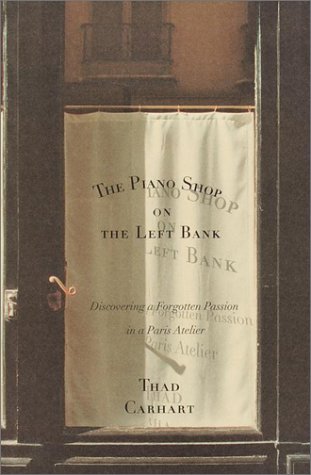 THE PIANO SHOP
ON
THE LEFT BANK
Discovering a Forgotten Passion
in a Paris Atelier
THAD
CARHART